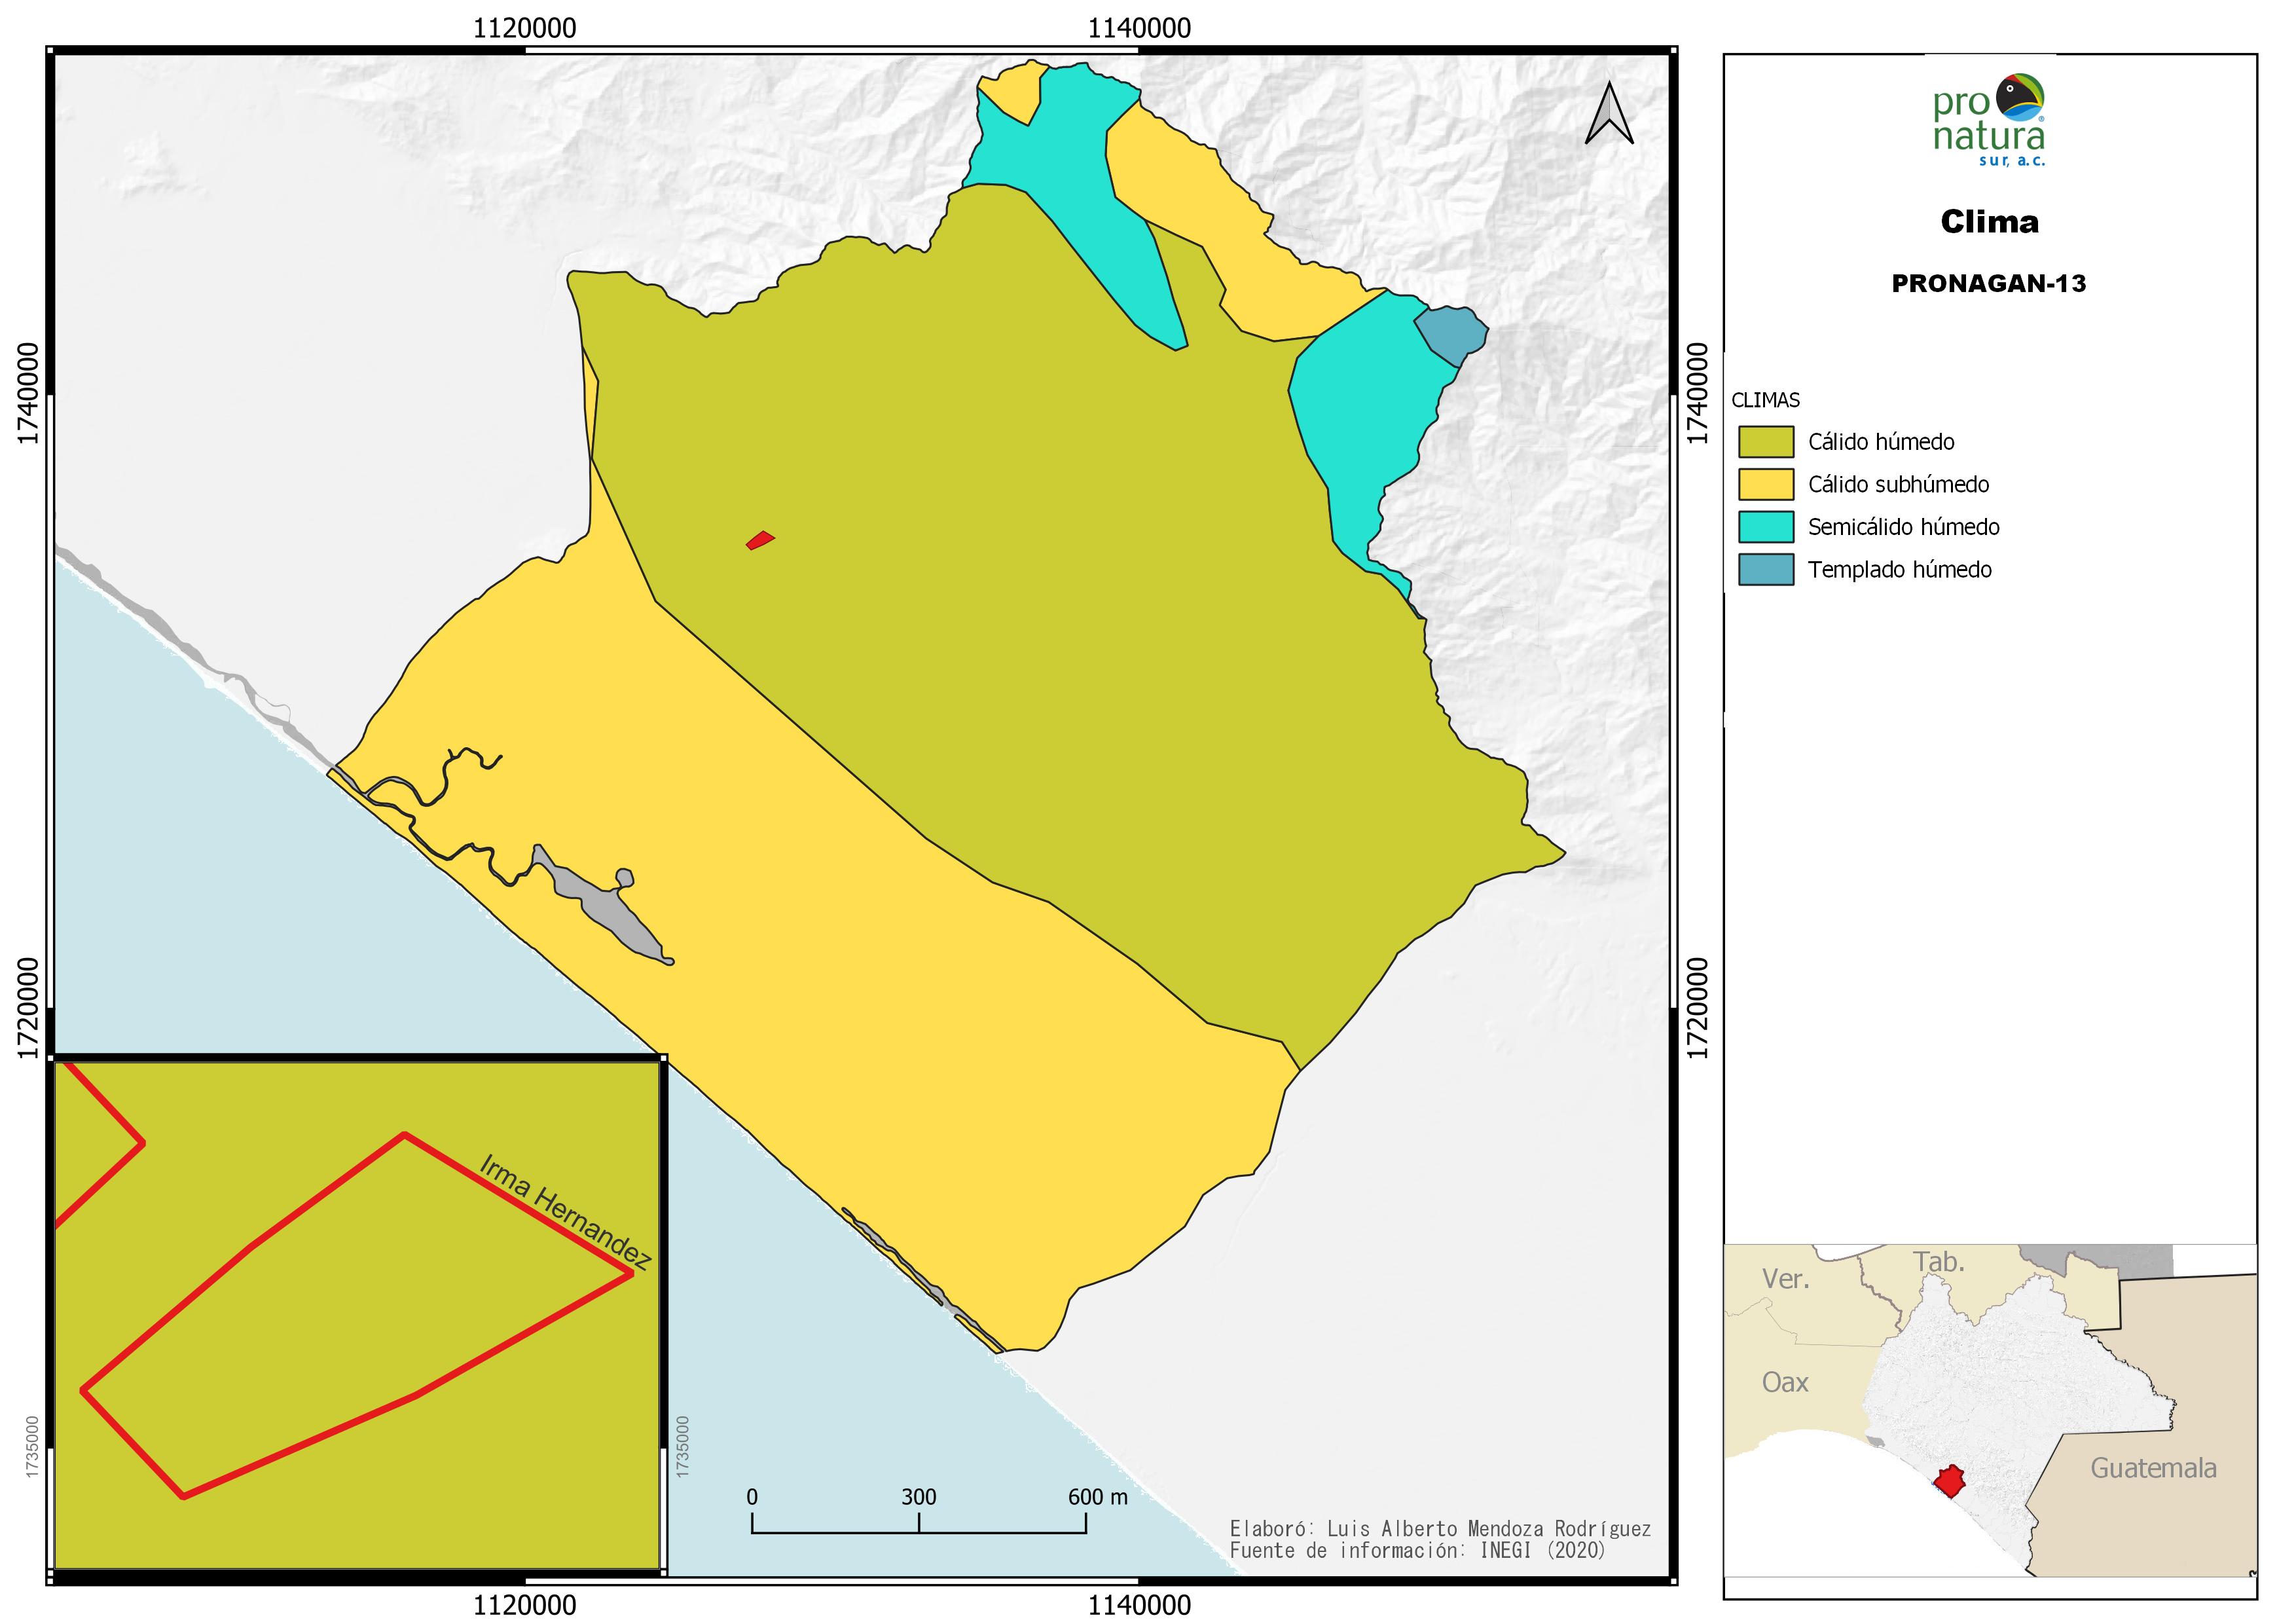 1120000
1140000
1740000
1740000
1720000
1720000
Irma Hernandez
1735000
1735000
0
300
600 m
Elaboró: Luis Alberto Mendoza Rodríguez
Fuente de información: INEGI (2020)
1120000
1140000
pro
natura
sur, a.c.
Clima
PRONAGAN-13
CLIMAS
Cálido húmedo
Cálido subhúmedo
Semicálido húmedo
Templado húmedo
Ver.
Tab.
Oax
Guatemala